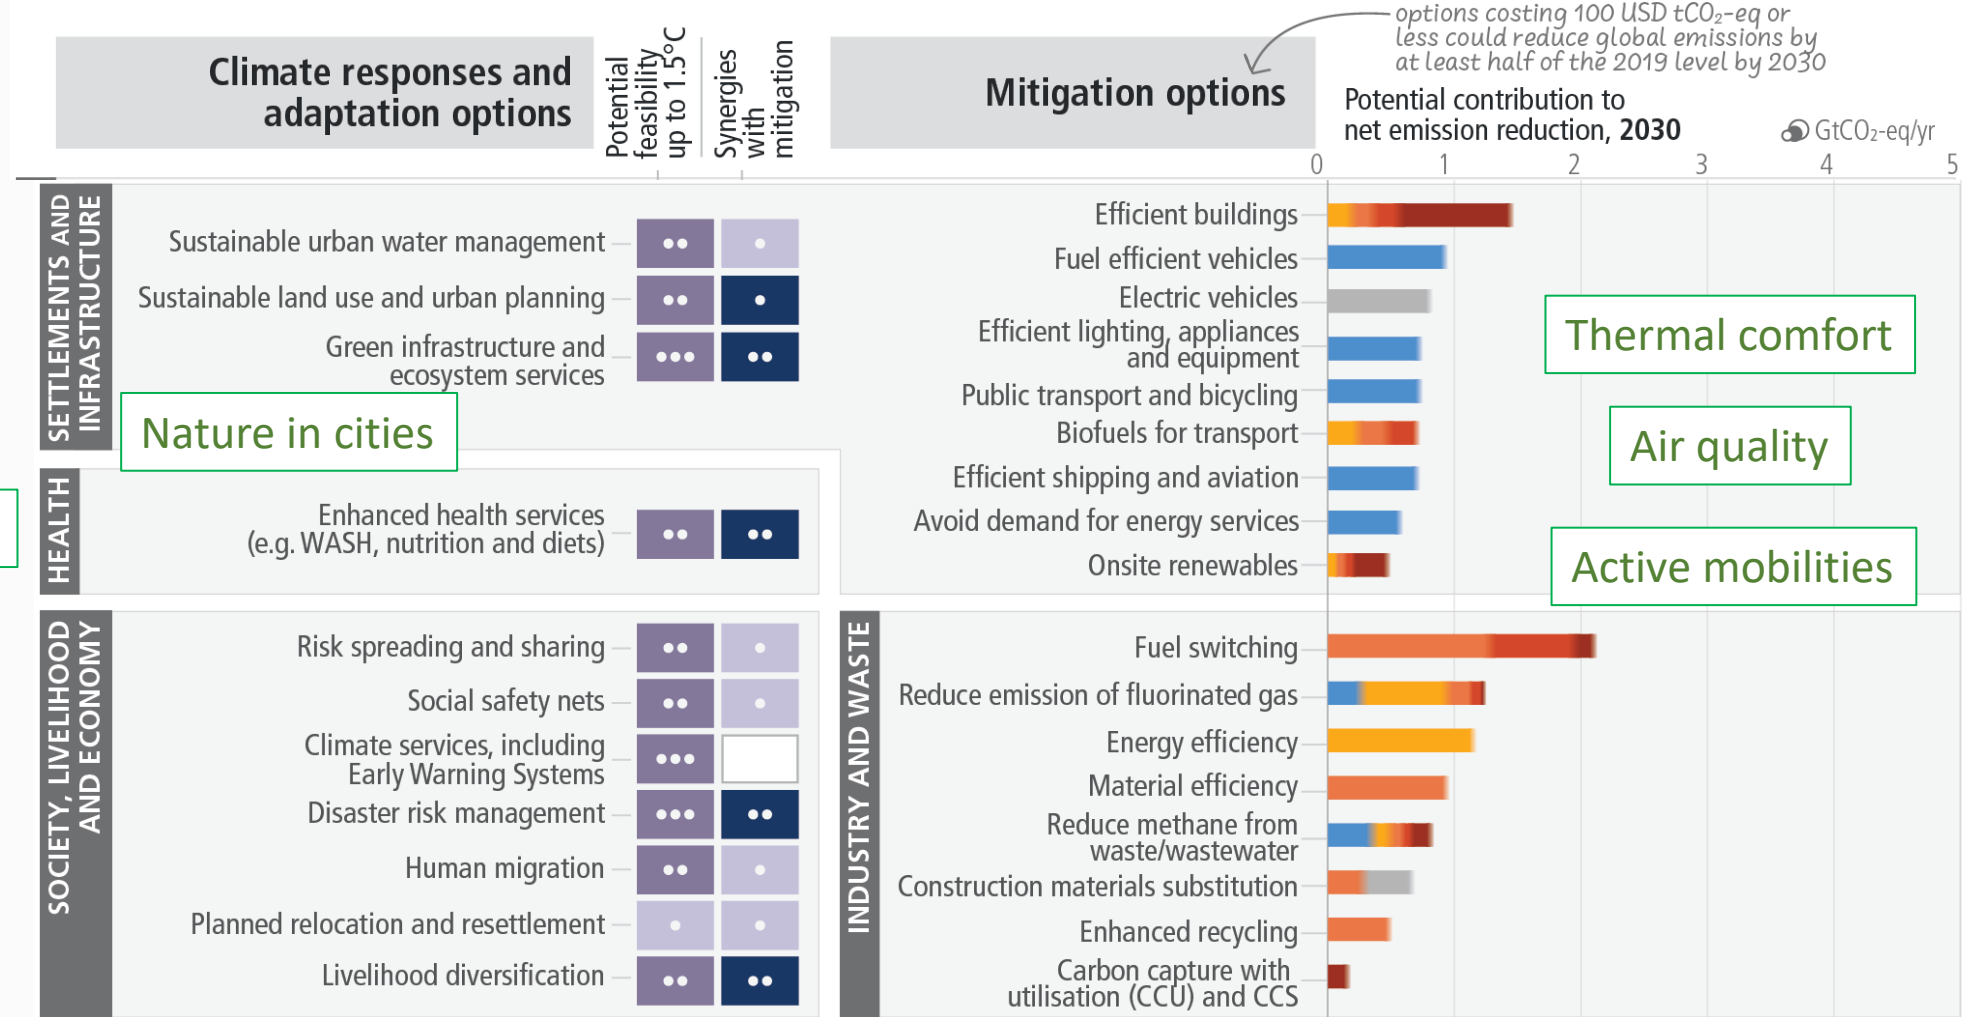 options costing 100 USD tCO₂-eq or
less could reduce global emissions by
at least half of the 2019 level by 2030
Climate responses and
adaptation options
Potential
feasibility
up to 1.5°C
Synergies
with
mitigation
Mitigation options
Potential contribution to
net emission reduction, 2030
GtCO₂-eq/yr
0 1 2 3 4 5
SETTLEMENTS AND
INFRASTRUCTURE
Sustainable urban water management
Sustainable land use and urban planning
Green infrastructure and
ecosystem services
Nature in cities
HEALTH
Enhanced health services
(e.g. WASH, nutrition and diets)
SOCIETY, LIVELIHOOD
AND ECONOMY
Risk spreading and sharing
Social safety nets
Climate services, including
Early Warning Systems
Disaster risk management
Human migration
Planned relocation and resettlement
Livelihood diversification
Efficient buildings
Fuel efficient vehicles
Electric vehicles
Efficient lighting, appliances
and equipment
Public transport and bicycling
Biofuels for transport
Efficient shipping and aviation
Avoid demand for energy services
Onsite renewables
Thermal comfort
Air quality
Active mobilities
INDUSTRY AND WASTE
Fuel switching
Reduce emission of fluorinated gas
Energy efficiency
Material efficiency
Reduce methane from
waste/wastewater
Construction materials substitution
Enhanced recycling
Carbon capture with
utilisation (CCU) and CCS